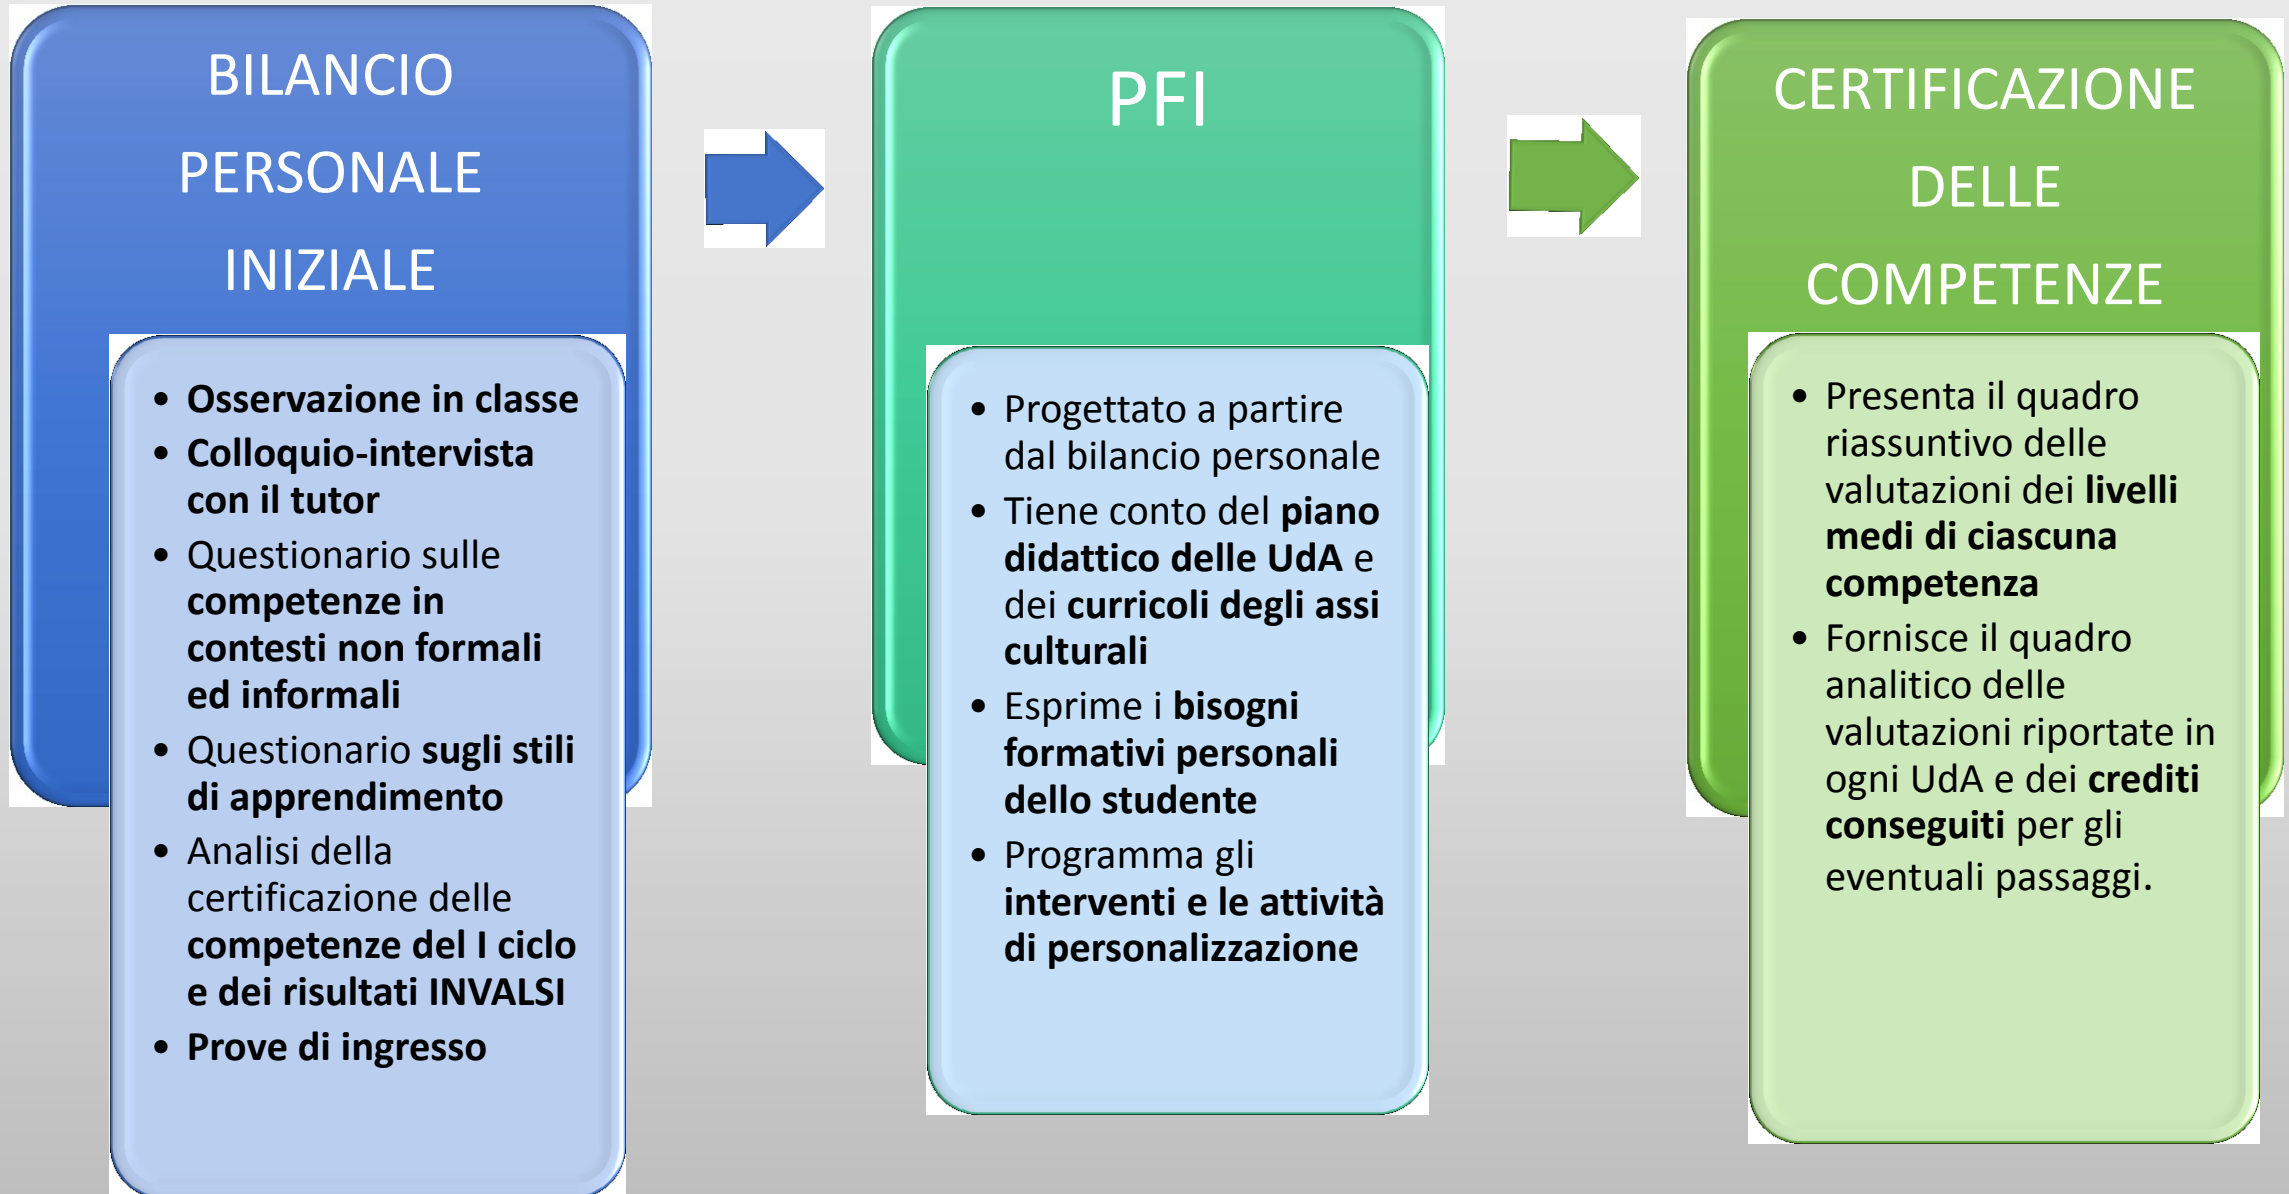 BILANCIO
PERSONALE
INIZIALE
• Osservazione in classe
• Colloquio-intervista
con il tutor
• Questionario sulle
competenze in
contesti non formali
ed informali
• Questionario sugli stili
di apprendimento
• Analisi della
certificazione delle
competenze del I ciclo
e dei risultati INVALSI
• Prove di ingresso
PFI
• Progettato a partire
dal bilancio personale
• Tiene conto del piano
didattico delle UdA e
dei curricoli degli assi
culturali
• Esprime i bisogni
formativi personali
dello studente
• Programma gli
interventi e le attività
di personalizzazione
CERTIFICAZIONE
DELLE
COMPETENZE
• Presenta il quadro
riassuntivo delle
valutazioni dei livelli
medi di ciascuna
competenza
• Fornisce il quadro
analitico delle
valutazioni riportate in
ogni UdA e dei crediti
conseguiti per gli
eventuali passaggi.